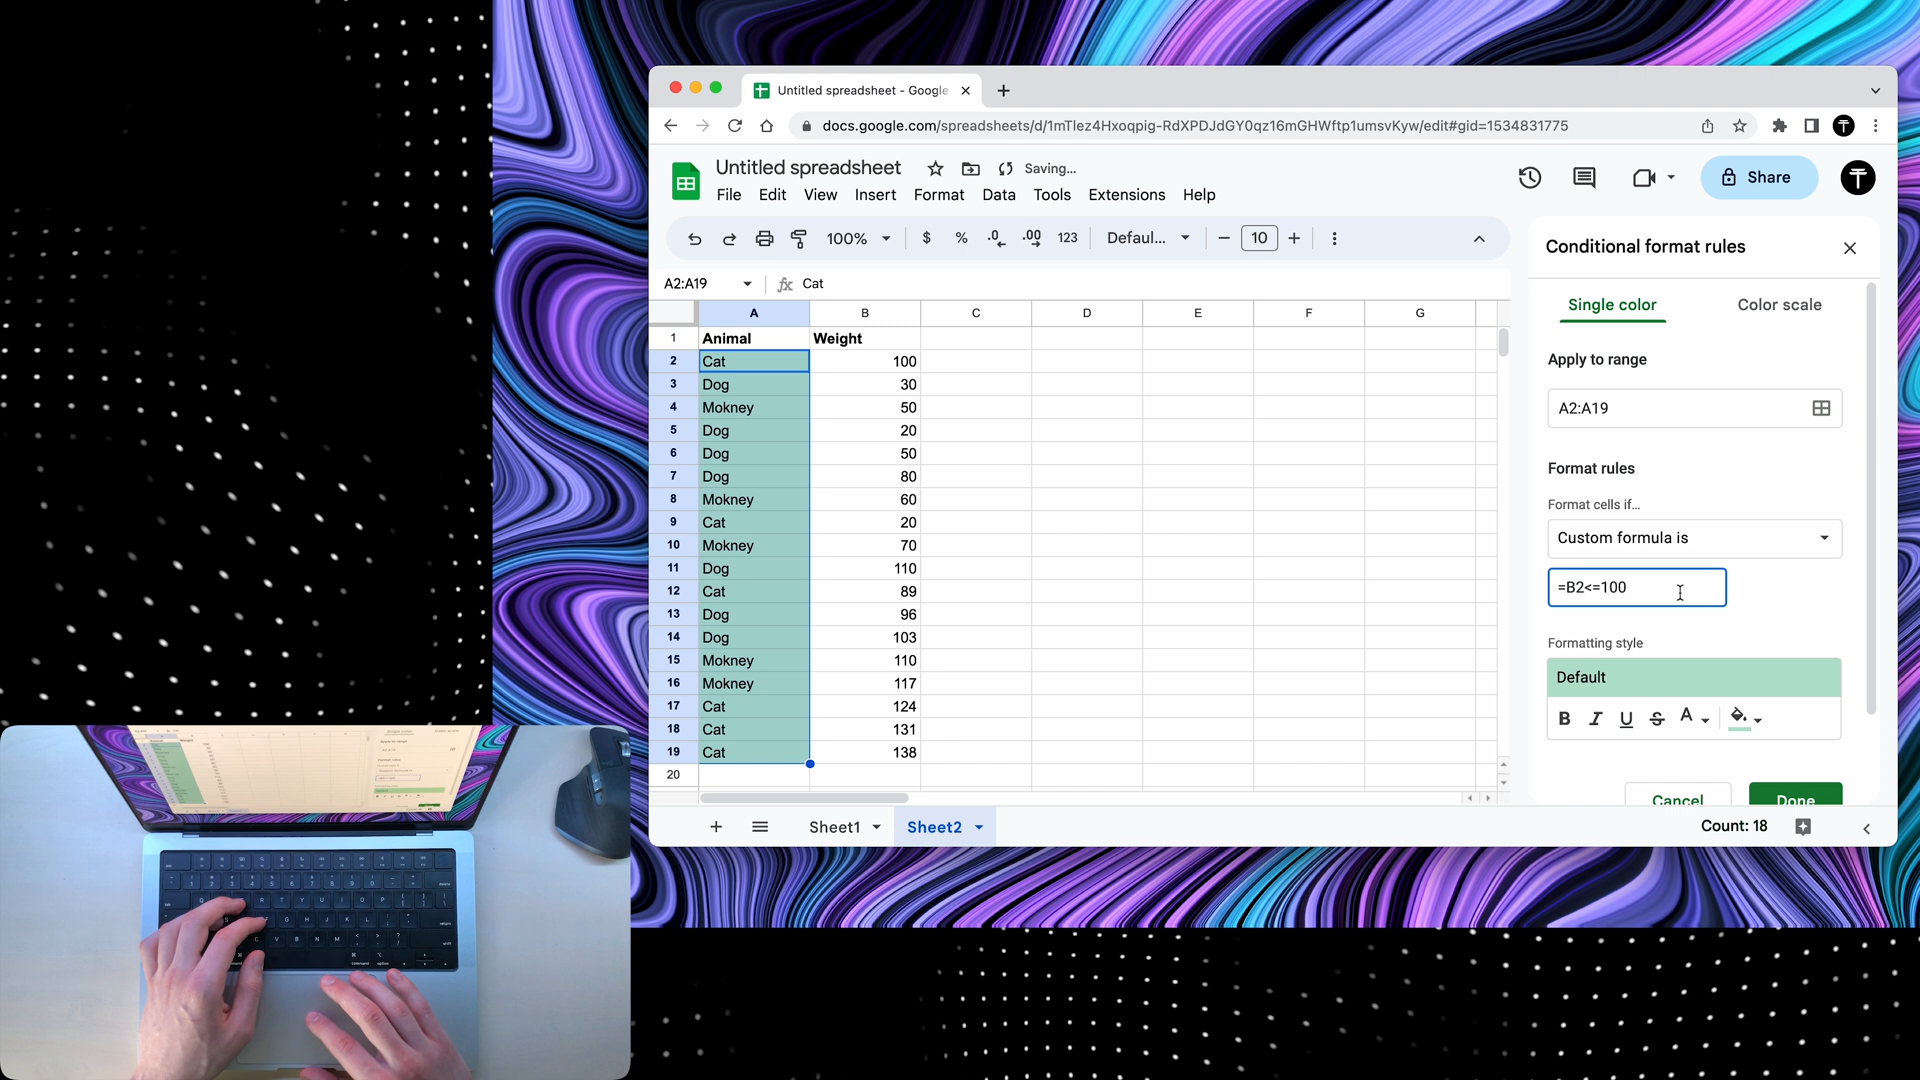 Untitled spreadsheet - Google
docs.google.com/spreadsheets/d/1mTlez4Hxoqpig-RdXPDJdGY0qz16mGHWftp1umsvKyw/edit#gid=1534831775
Untitled spreadsheet
Saving...
File Edit View Insert Format Data Tools Extensions Help
Share
100% $ % .0 .00 123 Defaul... 10
A2:A19 fx Cat
A B C D E F G
1 Animal Weight
2 Cat 100
3 Dog 30
4 Mokney 50
5 Dog 20
6 Dog 50
7 Dog 80
8 Mokney 60
9 Cat 20
10 Mokney 70
11 Dog 110
12 Cat 89
13 Dog 96
14 Dog 103
15 Mokney 110
16 Mokney 117
17 Cat 124
18 Cat 131
19 Cat 138
20
Sheet1 Sheet2
Count: 18
Conditional format rules
Single color Color scale
Apply to range
A2:A19
Format rules
Format cells if...
Custom formula is
=B2<=100
Formatting style
Default
B I U S A
Cancel Done